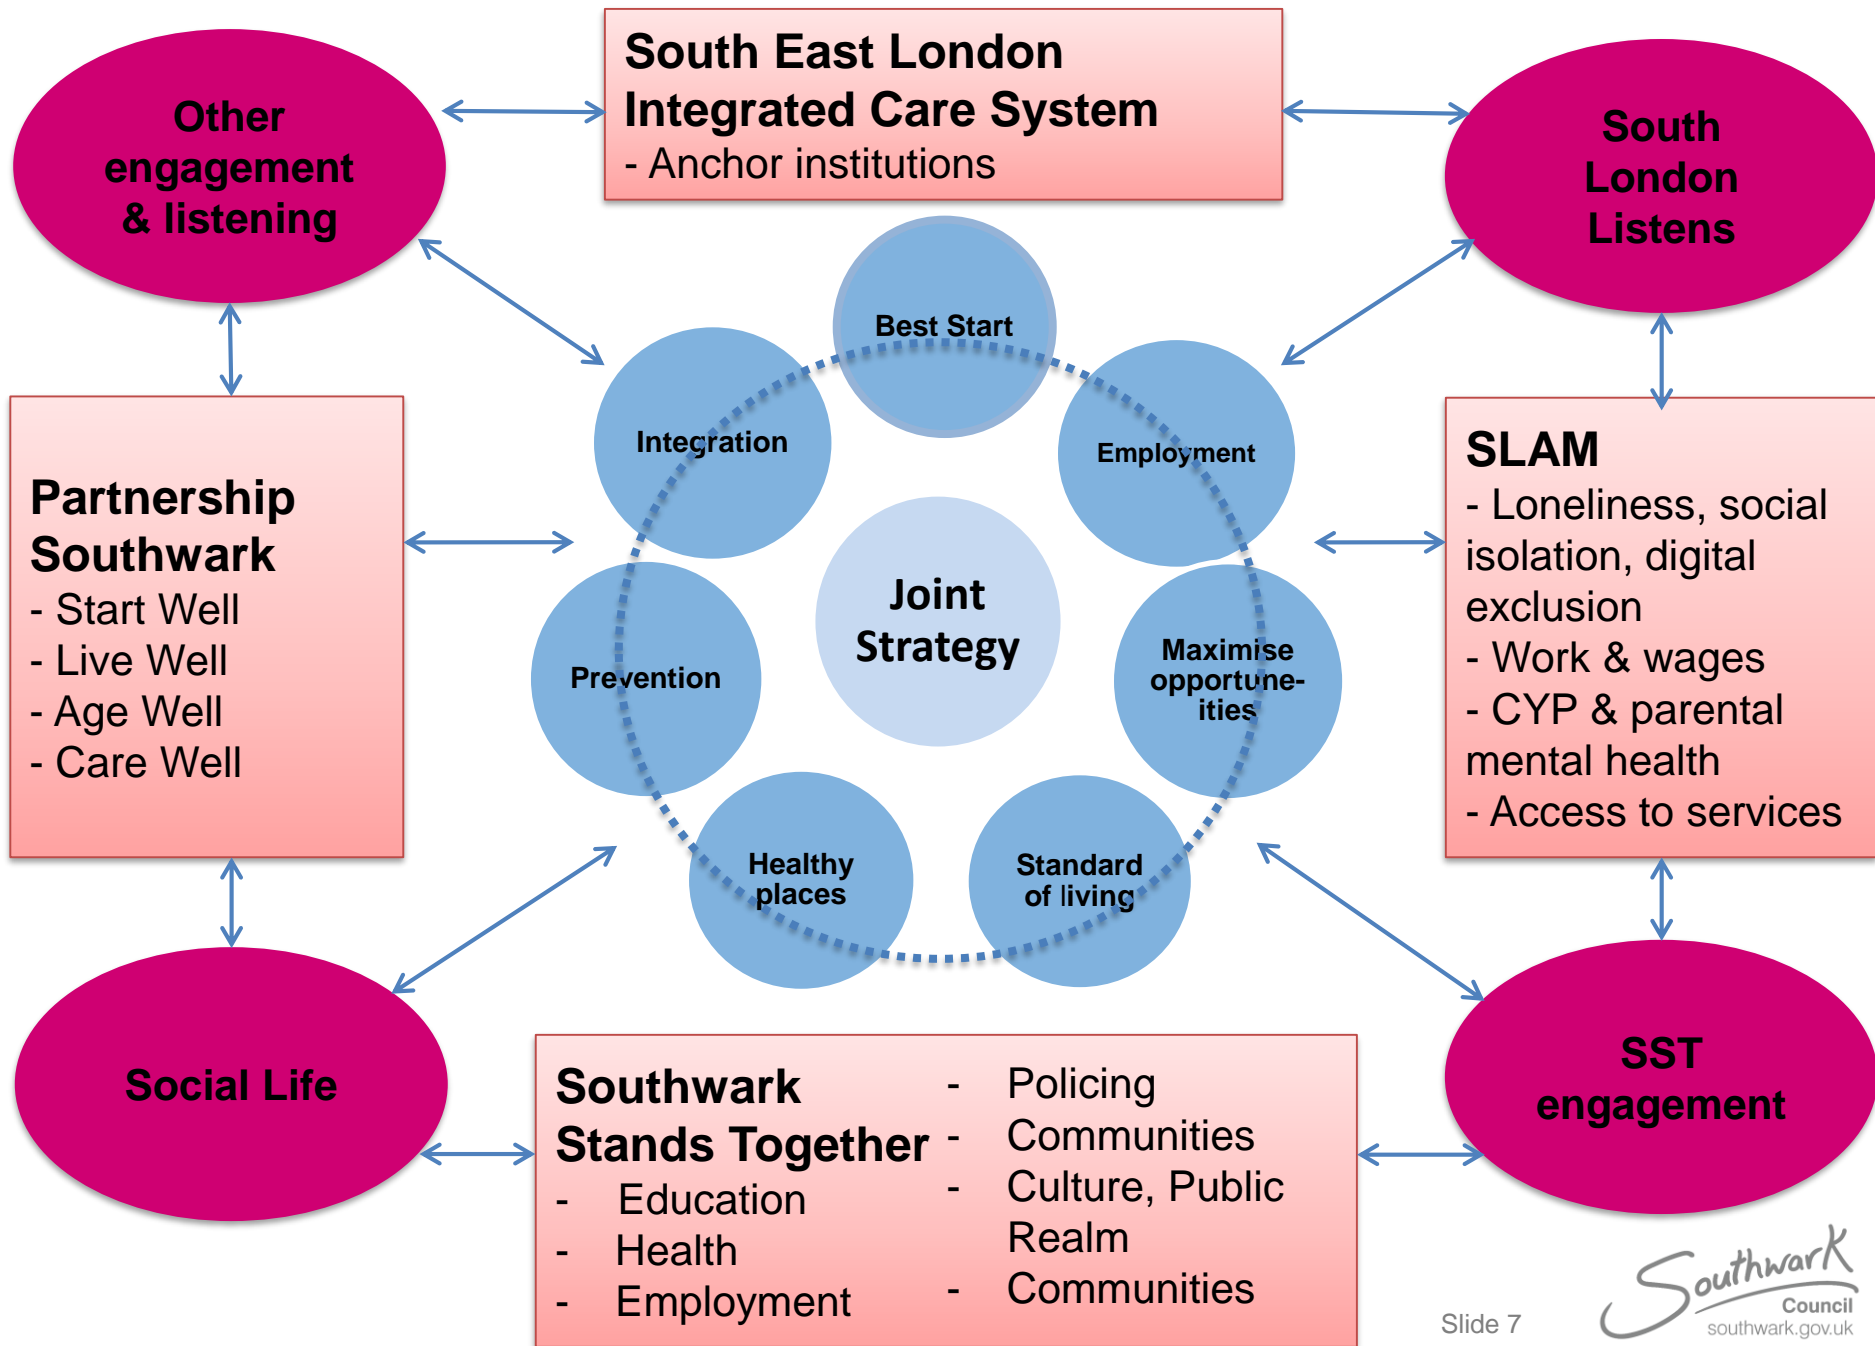 Other
engagement
& listening
South East London
Integrated Care System
- Anchor institutions
South
London
Listens
Best Start
Integration
Employment
Partnership
Southwark
- Start Well
- Live Well
- Age Well
- Care Well
Joint
Strategy
Prevention
Maximise
opportune-
ities
Healthy
places
Standard
of living
SLAM
- Loneliness, social
isolation, digital
exclusion
- Work & wages
- CYP & parental
mental health
- Access to services
Social Life
Southwark
Stands Together
- Education
- Health
- Employment
- Policing
- Communities
- Culture, Public
Realm
- Communities
SST
engagement
Slide 7
Southwark
Council
southwark.gov.uk